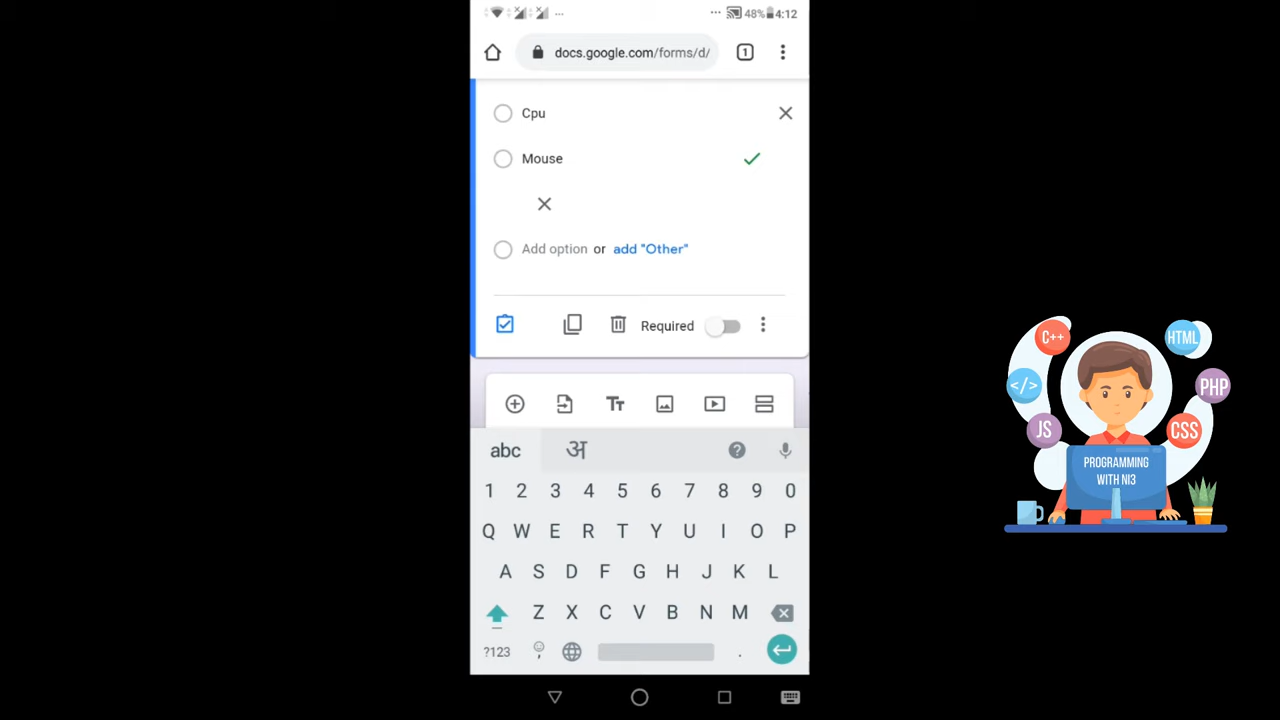 48% 4:12
docs.google.com/forms/d/ 1
Cpu
Mouse
Add option or add "Other"
Required
Tт
abc अ
1 2 3 4 5 6 7 8 9 0
Q W E R T Y U I O P
A S D F G H J K L
Z X C V B N M
?123 , .
C++ HTML
</> PHP
JS CSS
PROGRAMMING
WITH NI3